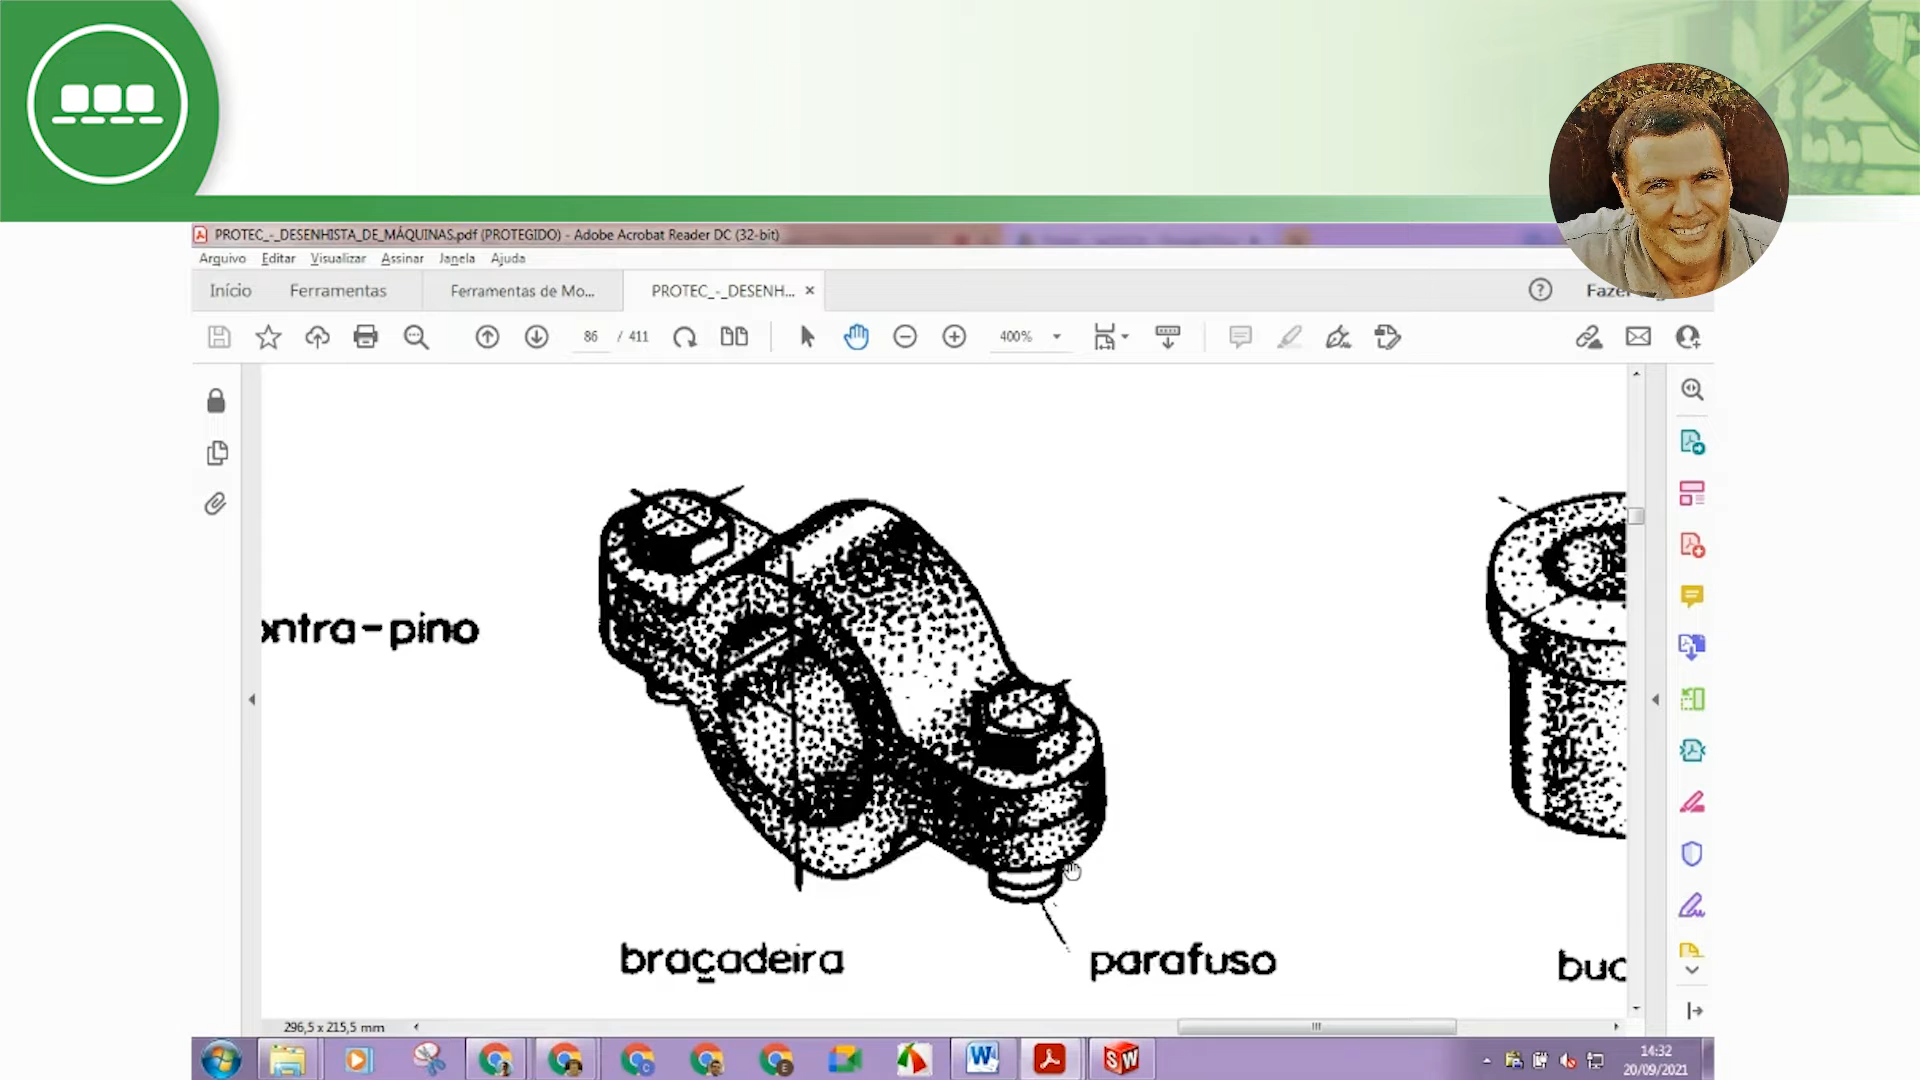 PROTEC_-_DESENHISTA_DE_MÁQUINAS.pdf (PROTEGIDO) - Adobe Acrobat Reader DC (32-bit)
Arquivo Editar Visualizar Assinar Janela Ajuda
Início Ferramentas Ferramentas de Mo... PROTEC_-_DESENH... × ? Fazer
86 / 411 400%
ontra-pino
braçadeira parafuso buc
296,5 x 215,5 mm
14:32
20/09/2021